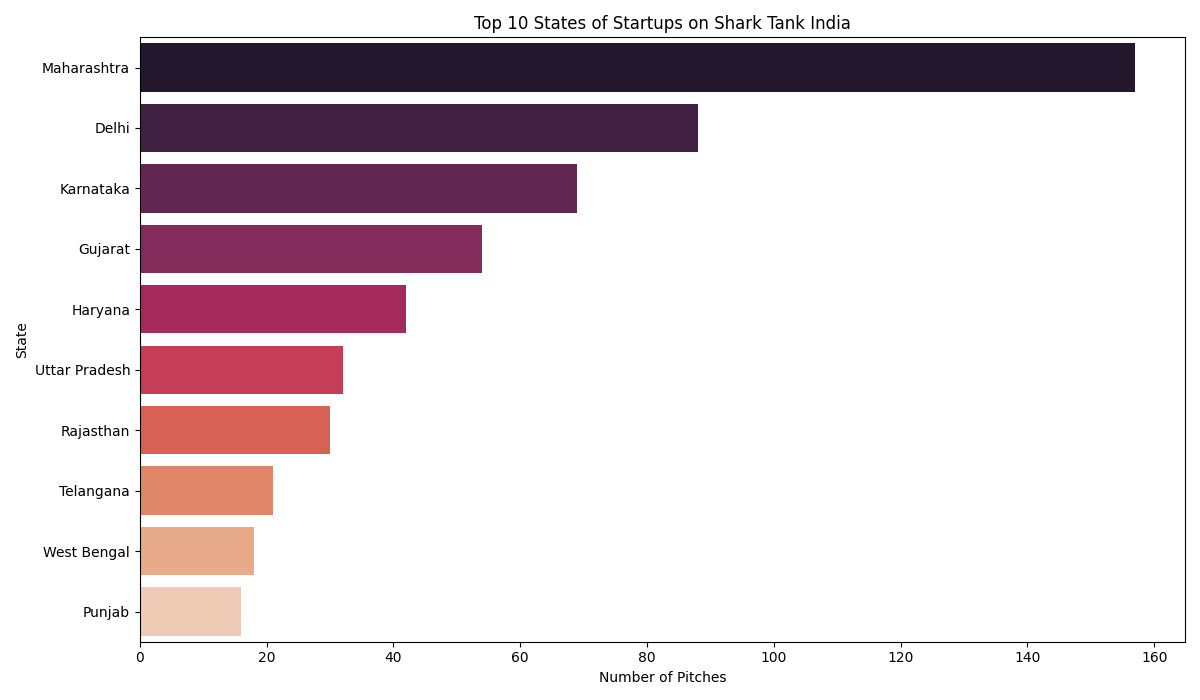 Top 10 States of Startups on Shark Tank India
State
Maharashtra
Delhi
Karnataka
Gujarat
Haryana
Uttar Pradesh
Rajasthan
Telangana
West Bengal
Punjab
0 20 40 60 80 100 120 140 160
Number of Pitches